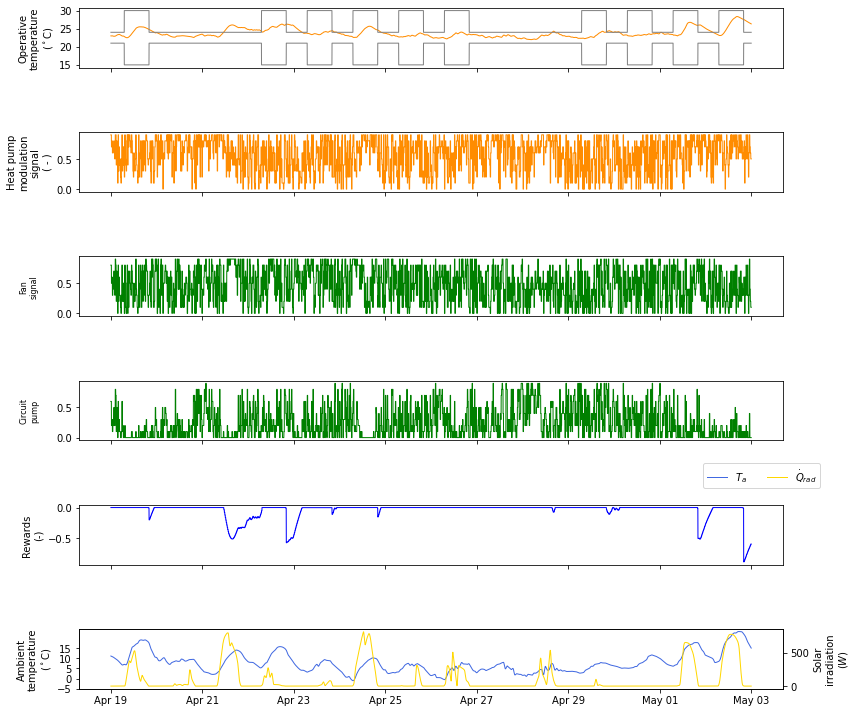 Operative
temperature
(°C)
30
25
20
15
Heat pump
modulation
signal
( - )
0.5
0.0
Fan
signal
0.5
0.0
Circuit
pump
0.5
0.0
T_a Q̇_rad
Rewards
(-)
0.0
−0.5
Ambient
temperature
(°C)
15
10
5
0
−5
500
0
Solar
irradiation
(W)
Apr 19 Apr 21 Apr 23 Apr 25 Apr 27 Apr 29 May 01 May 03